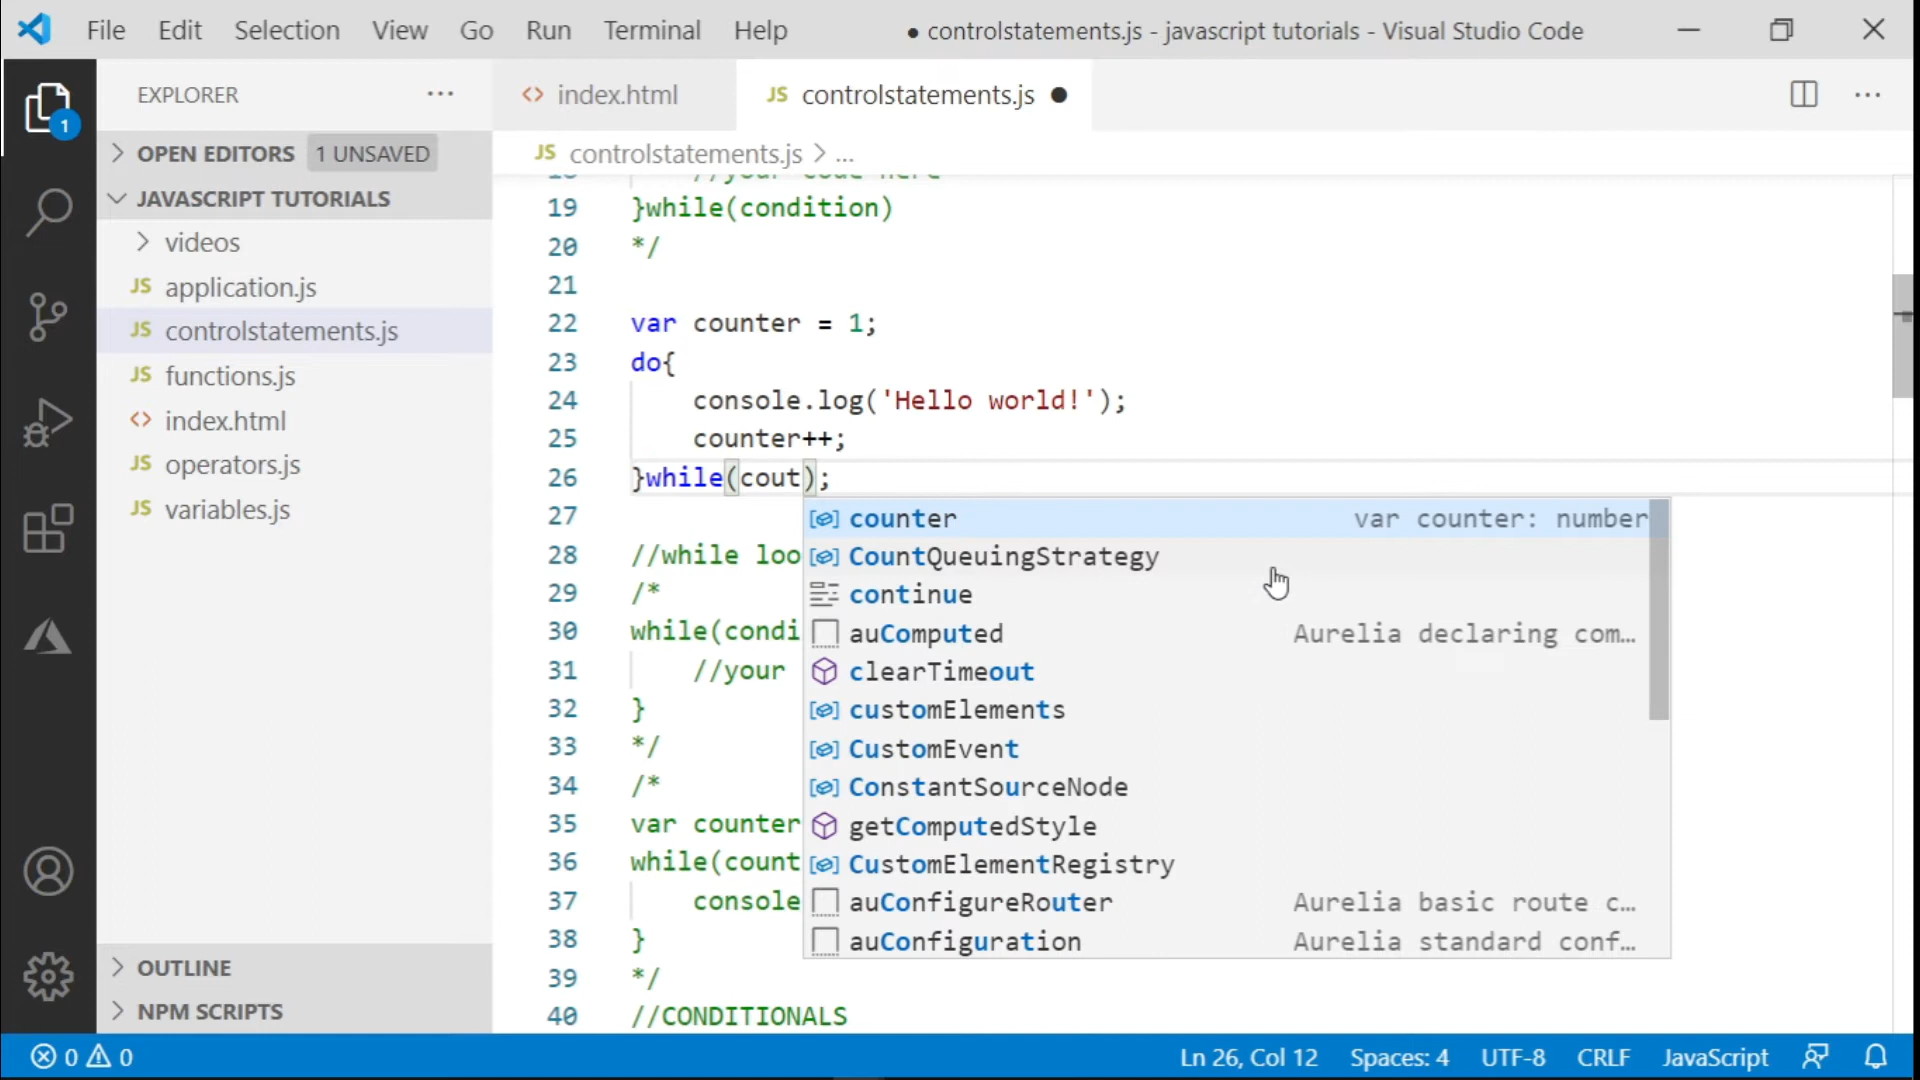 File Edit Selection View Go Run Terminal Help ● controlstatements.js - javascript tutorials - Visual Studio Code
EXPLORER ···
<> index.html
JS controlstatements.js ●
1
OPEN EDITORS 1 UNSAVED
JS controlstatements.js > ...
JAVASCRIPT TUTORIALS
videos
JS application.js
JS controlstatements.js
JS functions.js
<> index.html
JS operators.js
JS variables.js
OUTLINE
NPM SCRIPTS
18 //your code here
19 }while(condition)
20 */
21
22 var counter = 1;
23 do{
24 console.log('Hello world!');
25 counter++;
26 }while(cout);
27
28 //while loo
29 /*
30 while(condi
31 //your
32 }
33 */
34 /*
35 var counter
36 while(count
37 console
38 }
39 */
40 //CONDITIONALS
counter var counter: number
CountQueuingStrategy
continue
auComputed Aurelia declaring com…
clearTimeout
customElements
CustomEvent
ConstantSourceNode
getComputedStyle
CustomElementRegistry
auConfigureRouter Aurelia basic route c…
auConfiguration Aurelia standard conf…
0 0 Ln 26, Col 12 Spaces: 4 UTF-8 CRLF JavaScript